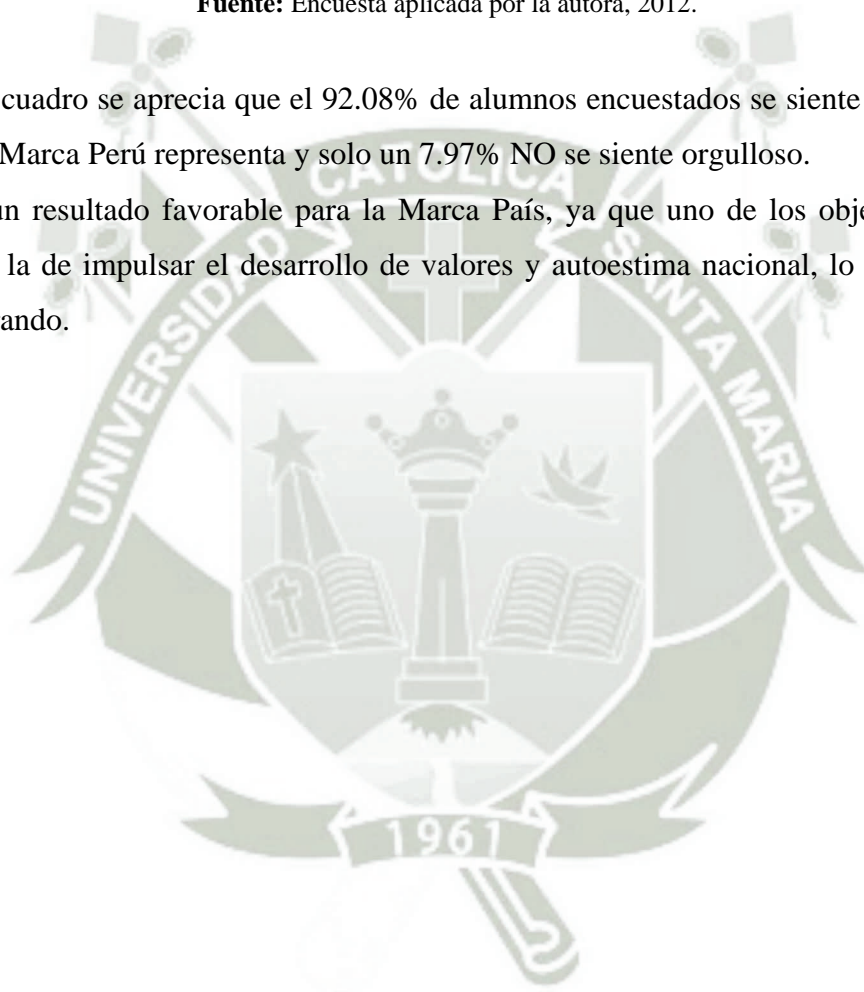 Fuente: Encuesta aplicada por la autora, 2012.
cuadro se aprecia que el 92.08% de alumnos encuestados se siente
Marca Perú representa y solo un 7.97% NO se siente orgulloso.
un resultado favorable para la Marca País, ya que uno de los obje
la de impulsar el desarrollo de valores y autoestima nacional, lo
rando.
UNIVERSIDAD CATÓLICA SANTA MARIA
1961